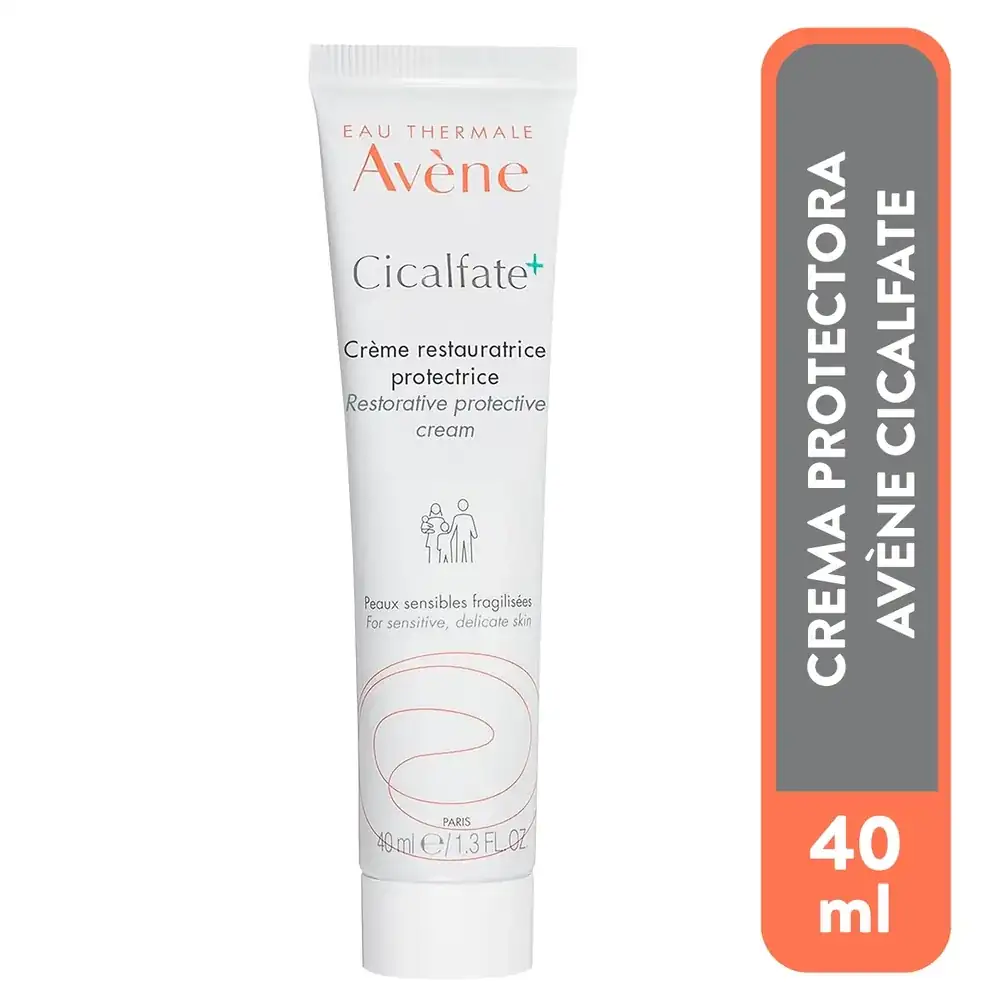 EAU THERMALE
Avène
Cicalfate+
Crème restauratrice
protectrice
Restorative protective
cream
Peaux sensibles fragilisées
For sensitive, delicate skin
PARIS
40 ml ℮/1.3 FL.OZ.
CREMA PROTECTORA
AVÈNE CICALFATE
40
ml